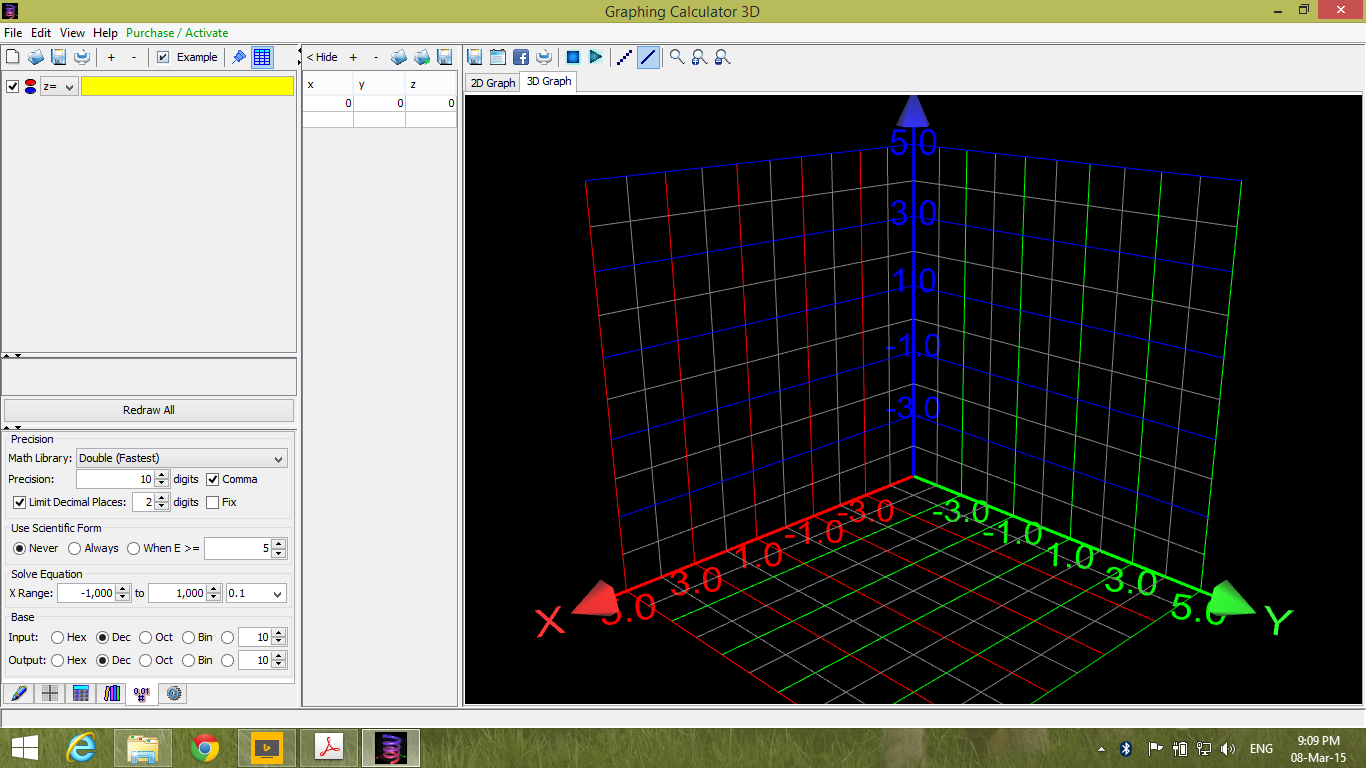 Graphing Calculator 3D
File Edit View Help Purchase / Activate
+ - Example
< Hide + -
2D Graph 3D Graph
z=
x y z
0 0 0
5.0
3.0
1.0
-1.0
-3.0
-3.0
-1.0
1.0
3.0
5.0
X
-3.0
-1.0
1.0
3.0
5.0
Y
Redraw All
Precision
Math Library: Double (Fastest)
Precision: 10 digits Comma
Limit Decimal Places: 2 digits Fix
Use Scientific Form
Never Always When E >= 5
Solve Equation
X Range: -1,000 to 1,000 0.1
Base
Input: Hex Dec Oct Bin 10
Output: Hex Dec Oct Bin 10
0.01
#
ENG
9:09 PM
08-Mar-15